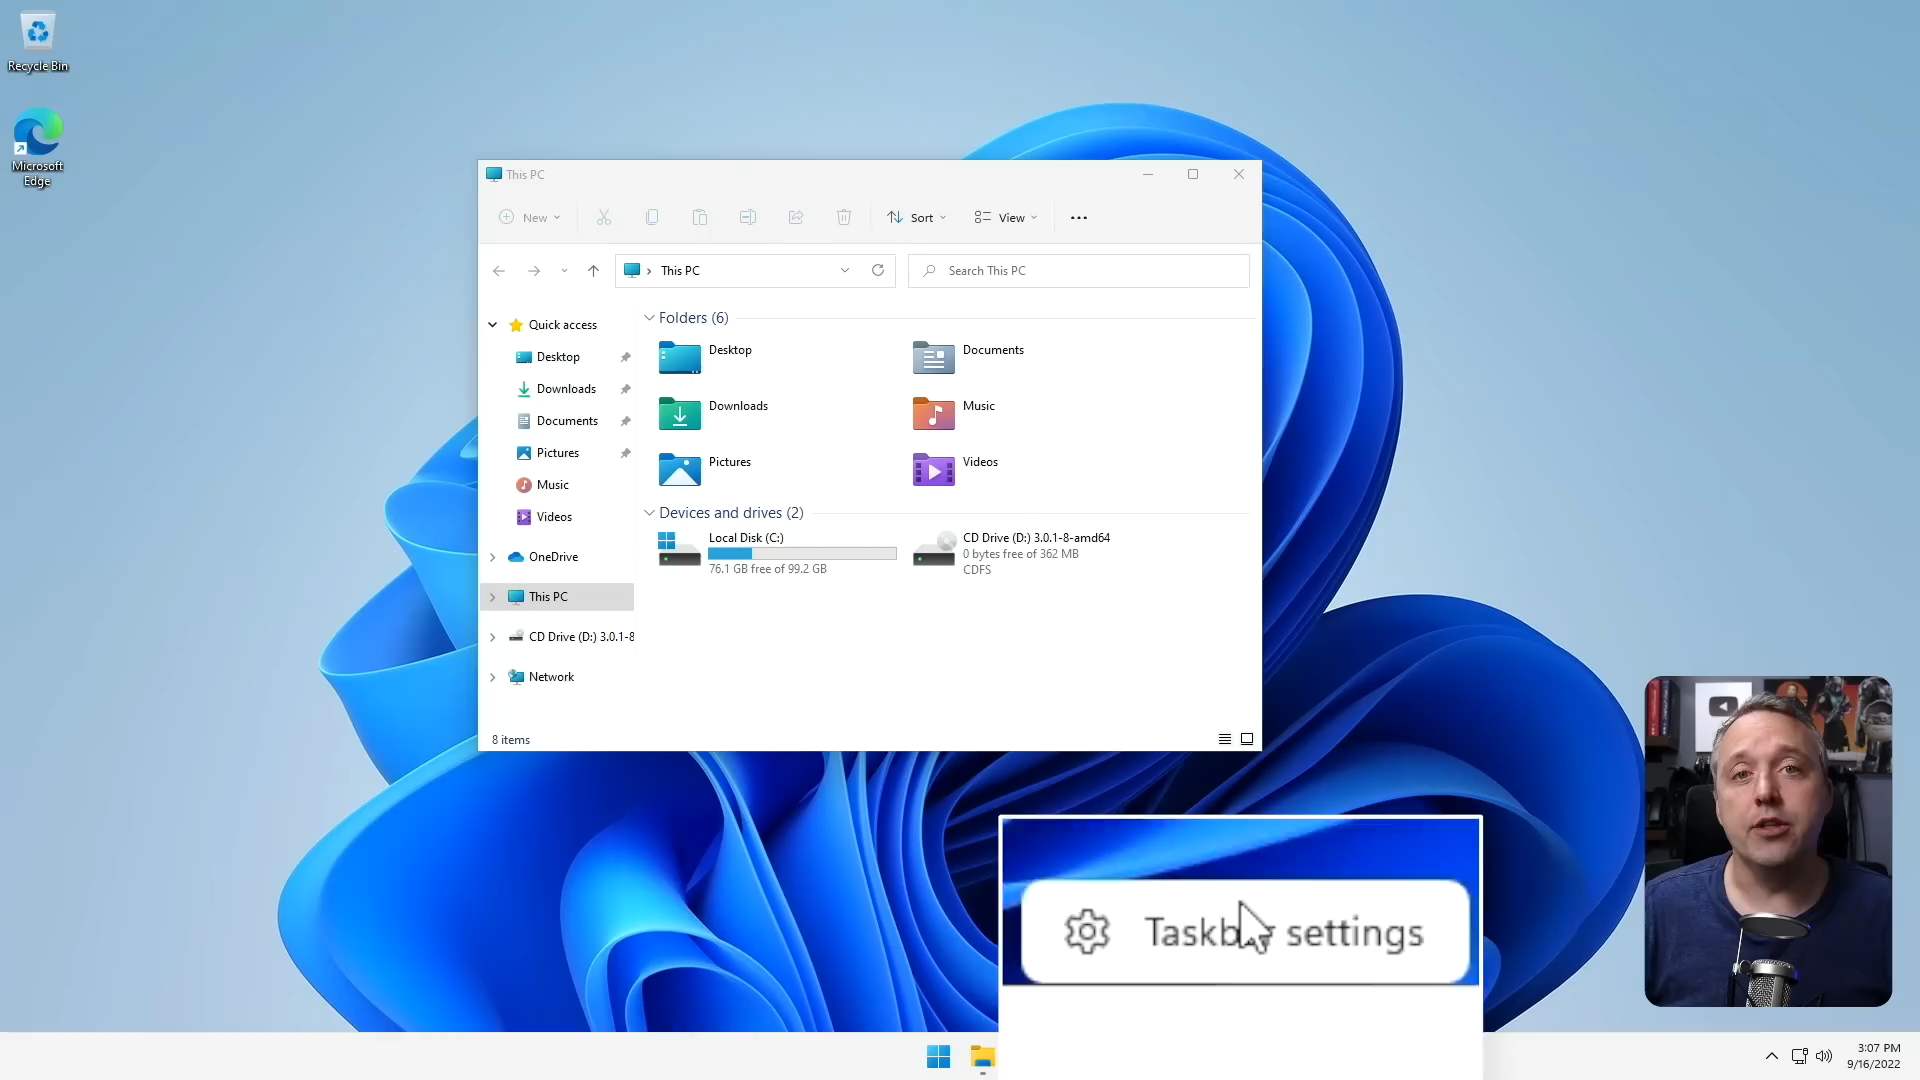 Recycle Bin
Microsoft
Edge
This PC
New
Sort
View
This PC
Search This PC
Quick access
Desktop
Downloads
Documents
Pictures
Music
Videos
OneDrive
This PC
CD Drive (D:) 3.0.1-8
Network
Folders (6)
Desktop
Documents
Downloads
Music
Pictures
Videos
Devices and drives (2)
Local Disk (C:)
76.1 GB free of 99.2 GB
CD Drive (D:) 3.0.1-8-amd64
0 bytes free of 362 MB
CDFS
8 items
Taskbar settings
3:07 PM
9/16/2022